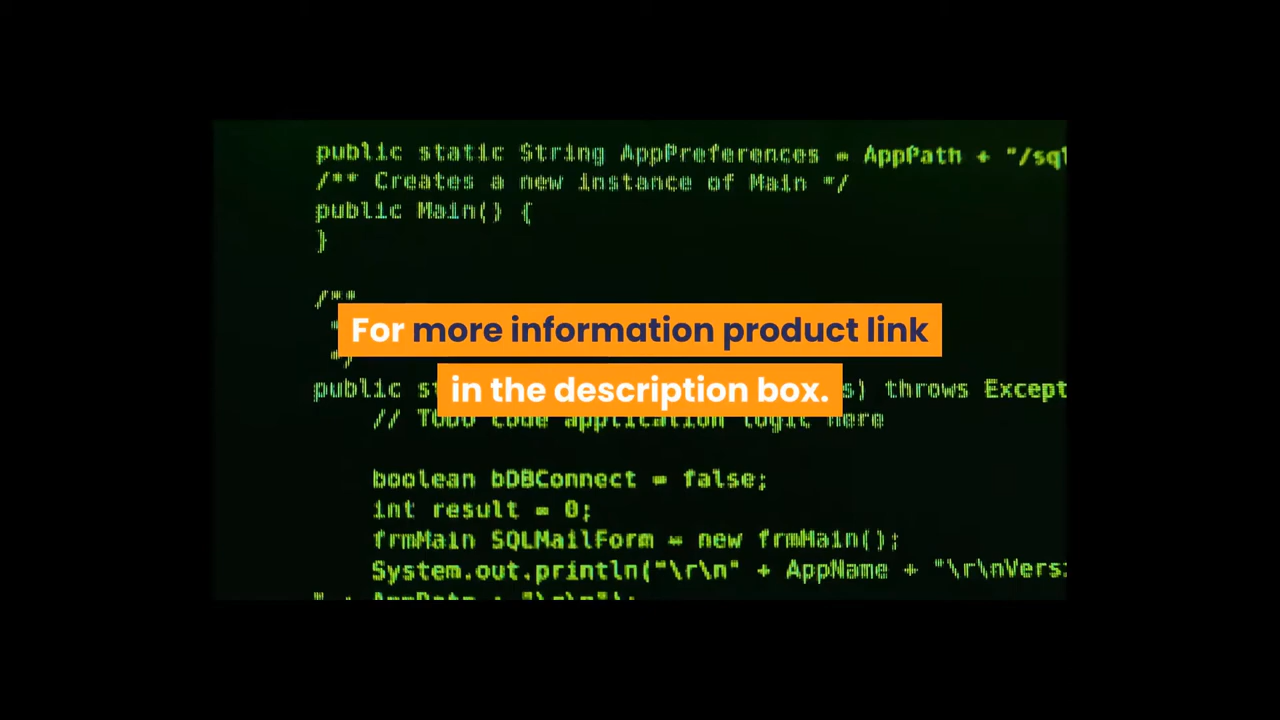 public static String AppPreferences = AppPath + "/sql
/** Creates a new instance of Main */
public Main() {
}
/**
For more information product link
*/
in the description box.
public s) throws Except
// TODO code application logic here
boolean bDBConnect = false;
int result = 0;
frmMain SQLMailForm = new frmMain();
System.out.println("\r\n" + AppName + "\r\nVers